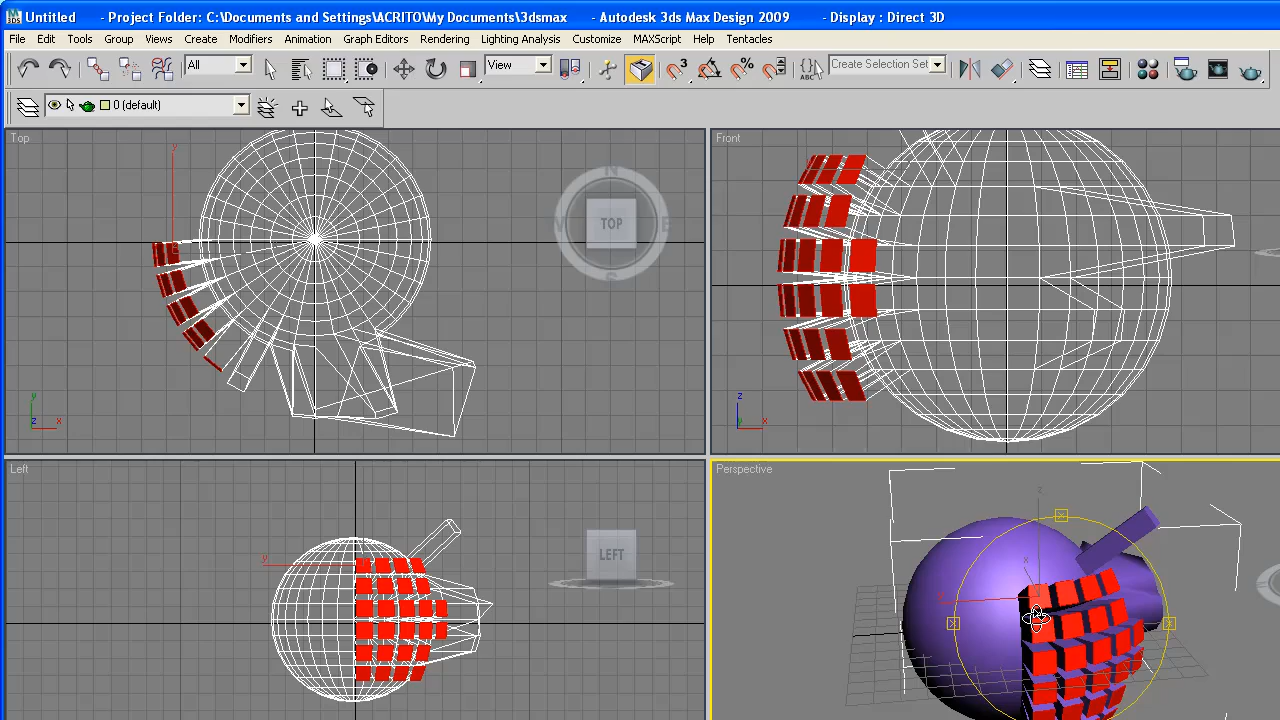 Untitled - Project Folder: C:\Documents and Settings\ACRITO\My Documents\3dsmax - Autodesk 3ds Max Design 2009 - Display : Direct 3D
File Edit Tools Group Views Create Modifiers Animation Graph Editors Rendering Lighting Analysis Customize MAXScript Help Tentacles
All View 3 % ABC Create Selection Set
0 (default)
Top Front
y N
TOP
S
y z
z x x
Left Perspective
z
y LEFT
x